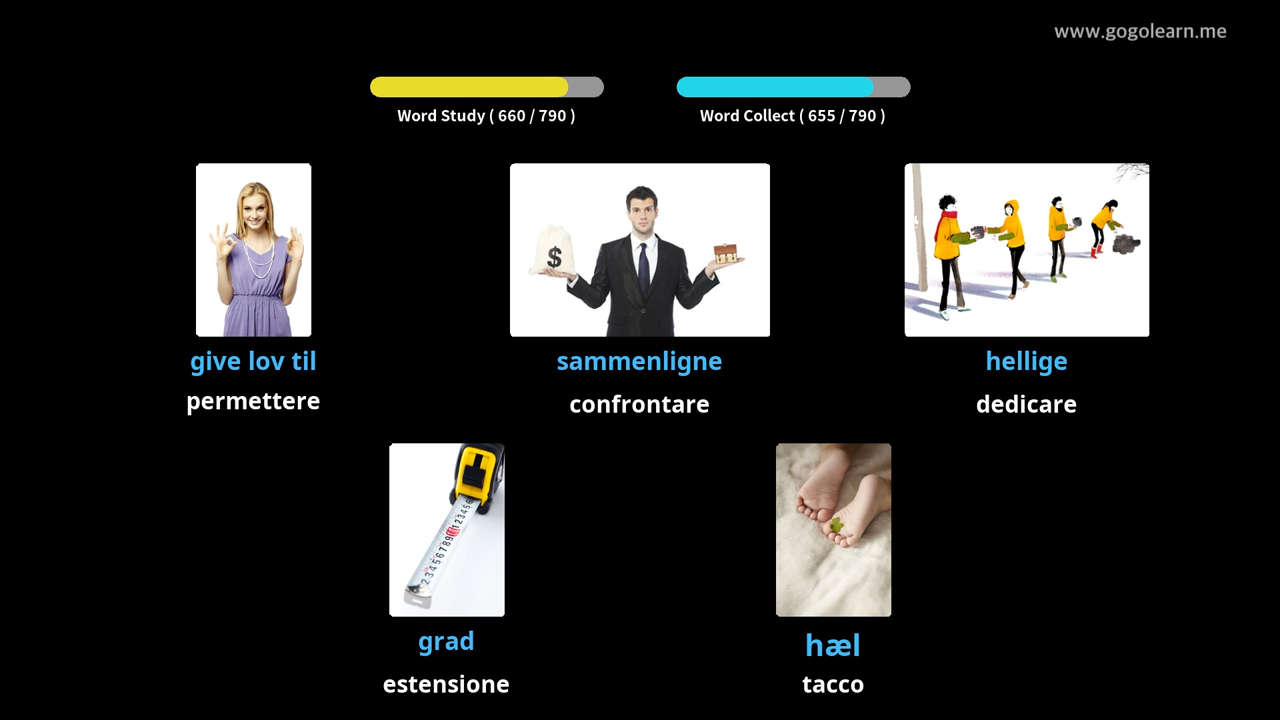 www.gogolearn.me
Word Study ( 660 / 790 )
Word Collect ( 655 / 790 )
$
give lov til
permettere
sammenligne
confrontare
hellige
dedicare
grad
estensione
hæl
tacco